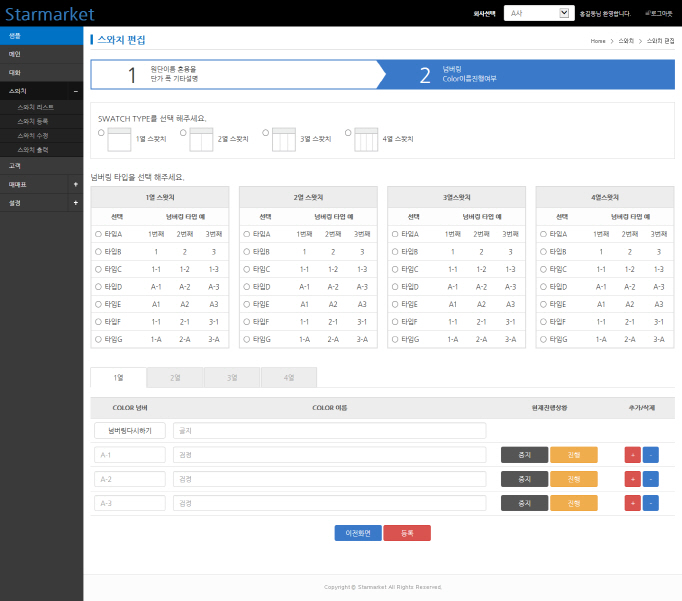 Starmarket
회사선택
A사
홍길동님 환영합니다.
로그아웃
샘플
메인
대화
스와치
스와치 리스트
스와치 등록
스와치 수정
스와치 출력
고객
매매표
설정
스와치 편집
Home > 스와치 > 스와치 편집
1
원단이름 혼용율
단가 폭 기타설명
2
넘버링
Color이름진행여부
SWATCH TYPE를 선택 해주세요.
1열 스왓치
2열 스왓치
3열 스왓치
4열 스왓치
넘버링 타입을 선택 해주세요.
1열 스왓치 2열 스왓치 3열스왓치 4열스왓치
선택 넘버링 타입 예 선택 넘버링 타입 예 선택 넘버링 타입 예 선택 넘버링 타입 예
타입A 1번째 2번째 3번째 타입A 1번째 2번째 3번째 타입A 1번째 2번째 3번째 타입A 1번째 2번째 3번째
타입B 1 2 3 타입B 1 2 3 타입B 1 2 3 타입B 1 2 3
타입C 1-1 1-2 1-3 타입C 1-1 1-2 1-3 타입C 1-1 1-2 1-3 타입C 1-1 1-2 1-3
타입D A-1 A-2 A-3 타입D A-1 A-2 A-3 타입D A-1 A-2 A-3 타입D A-1 A-2 A-3
타입E A1 A2 A3 타입E A1 A2 A3 타입E A1 A2 A3 타입E A1 A2 A3
타입F 1-1 2-1 3-1 타입F 1-1 2-1 3-1 타입F 1-1 2-1 3-1 타입F 1-1 2-1 3-1
타입G 1-A 2-A 3-A 타입G 1-A 2-A 3-A 타입G 1-A 2-A 3-A 타입G 1-A 2-A 3-A
1열 2열 3열 4열
COLOR 넘버 COLOR 이름 현재진행상황 추가/삭제
넘버링다시하기 글자
A-1 검정 중지 진행 + -
A-2 검정 중지 진행 + -
A-3 검정 중지 진행 + -
이전화면 등록
Copyright© Starmarket All Rights Reserved.